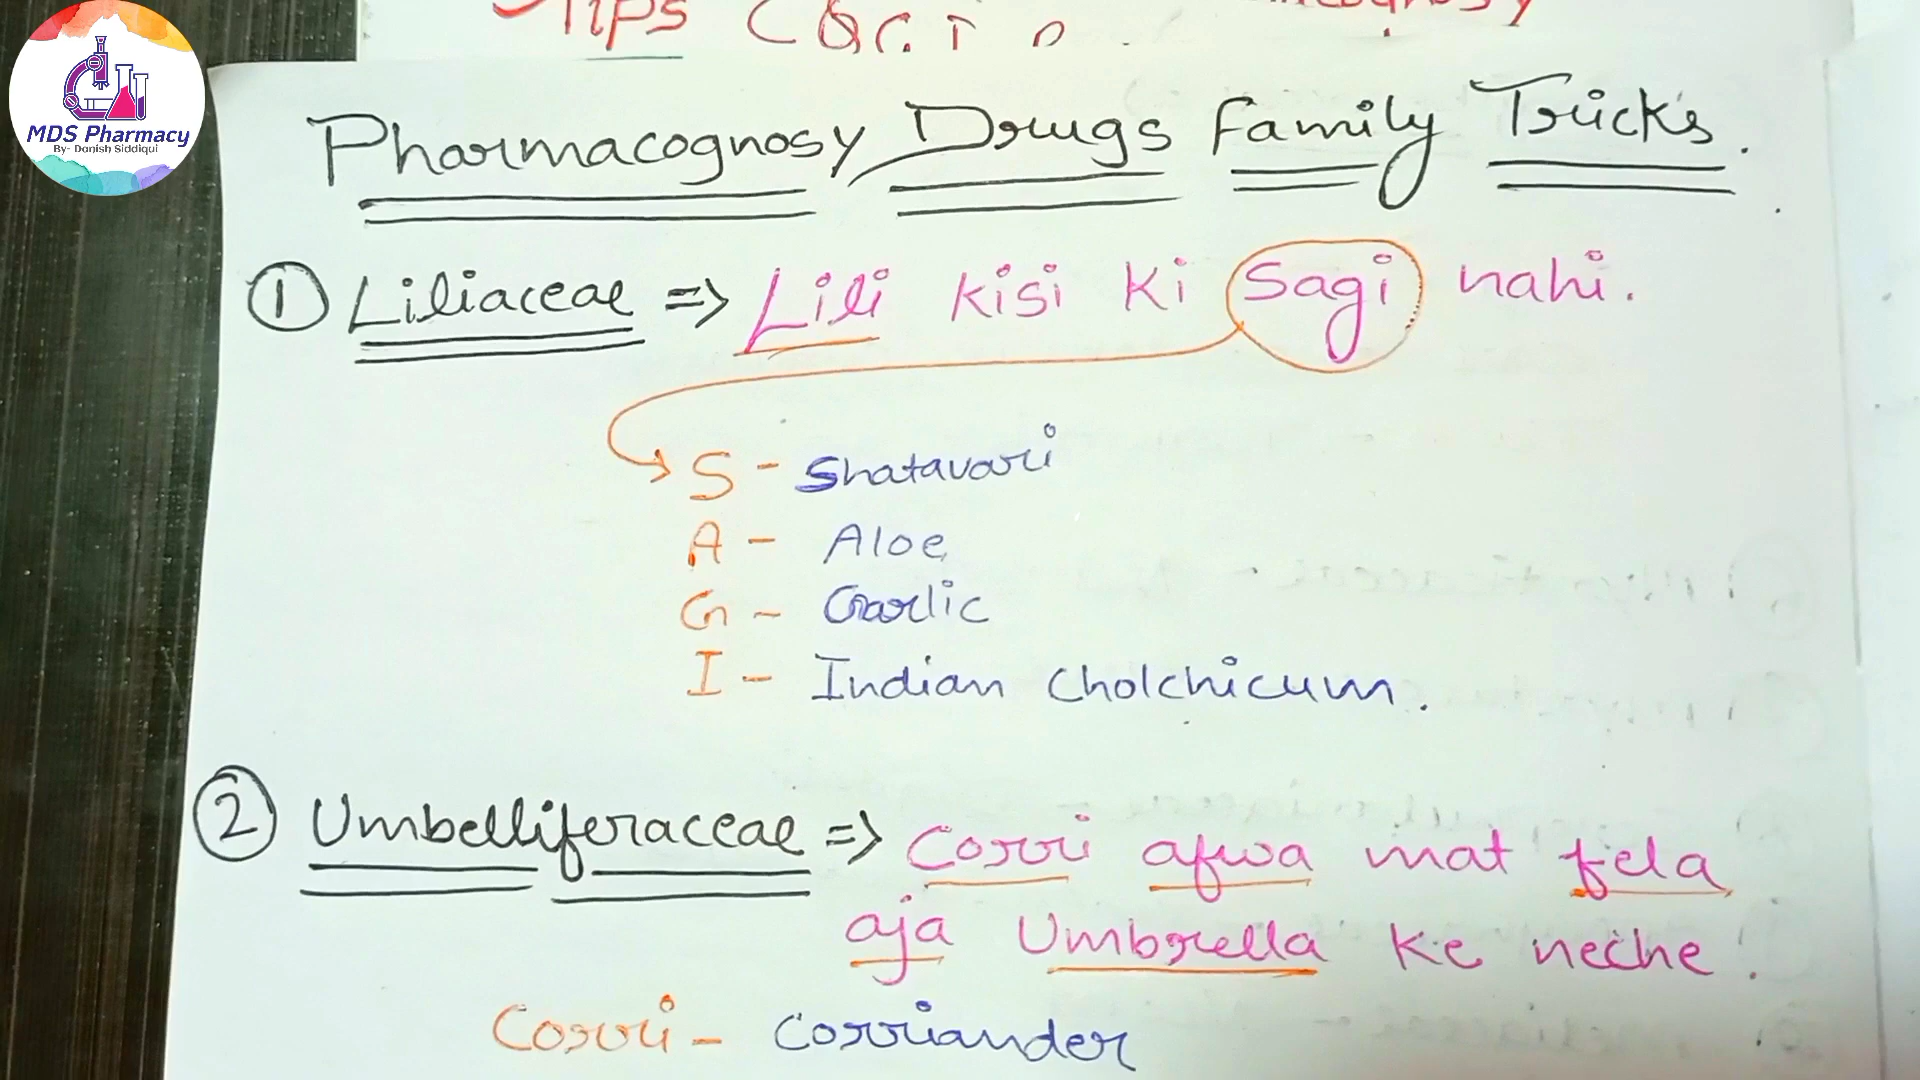 MDS Pharmacy
By- Danish Siddiqui
Tips
Pharmacognosy Drugs family Tricks.
① Liliaceae => Lili kisi ki Sagi nahi.
S - Shatavari
A - Aloe
G - Garlic
I - Indian Cholchicum.
② Umbelliferaceae => Corri afwa mat fela
aja Umbrella ke neche.
Corri - Corriander